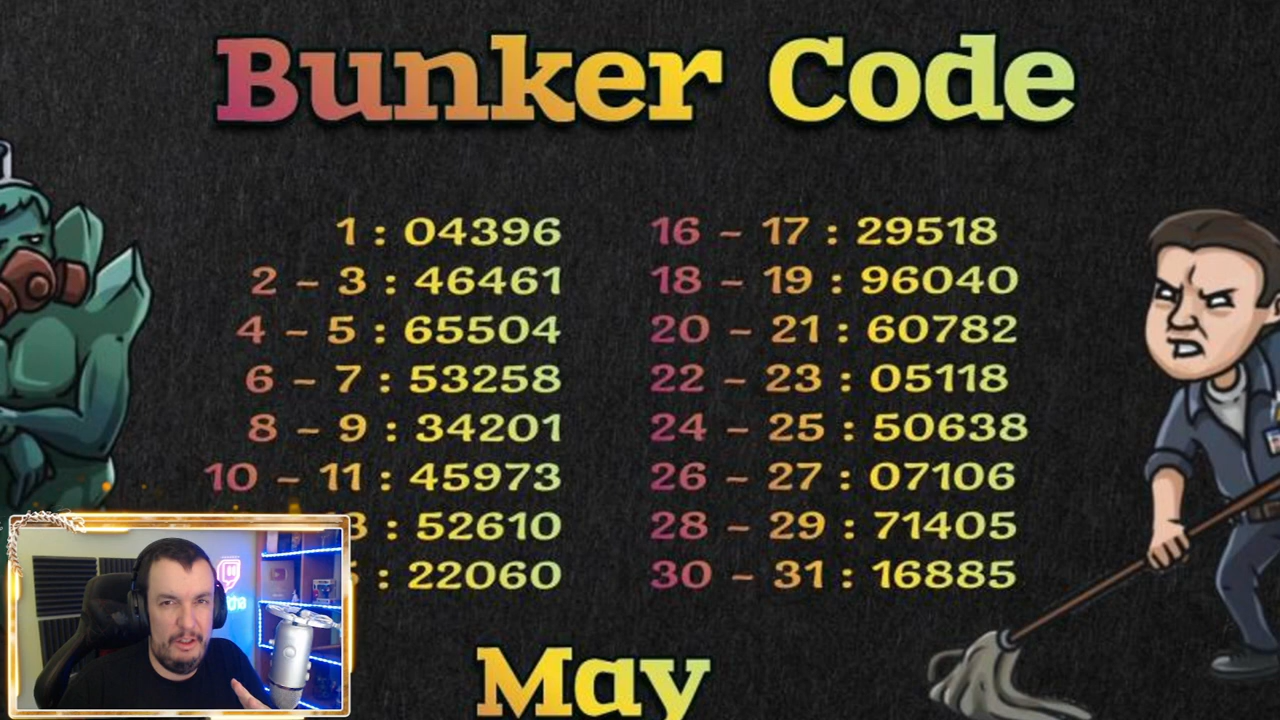 Bunker Code
1 : 04396
2 – 3 : 46461
4 – 5 : 65504
6 – 7 : 53258
8 – 9 : 34201
10 – 11 : 45973
3 : 52610
: 22060
16 – 17 : 29518
18 – 19 : 96040
20 – 21 : 60782
22 – 23 : 05118
24 – 25 : 50638
26 – 27 : 07106
28 – 29 : 71405
30 – 31 : 16885
May